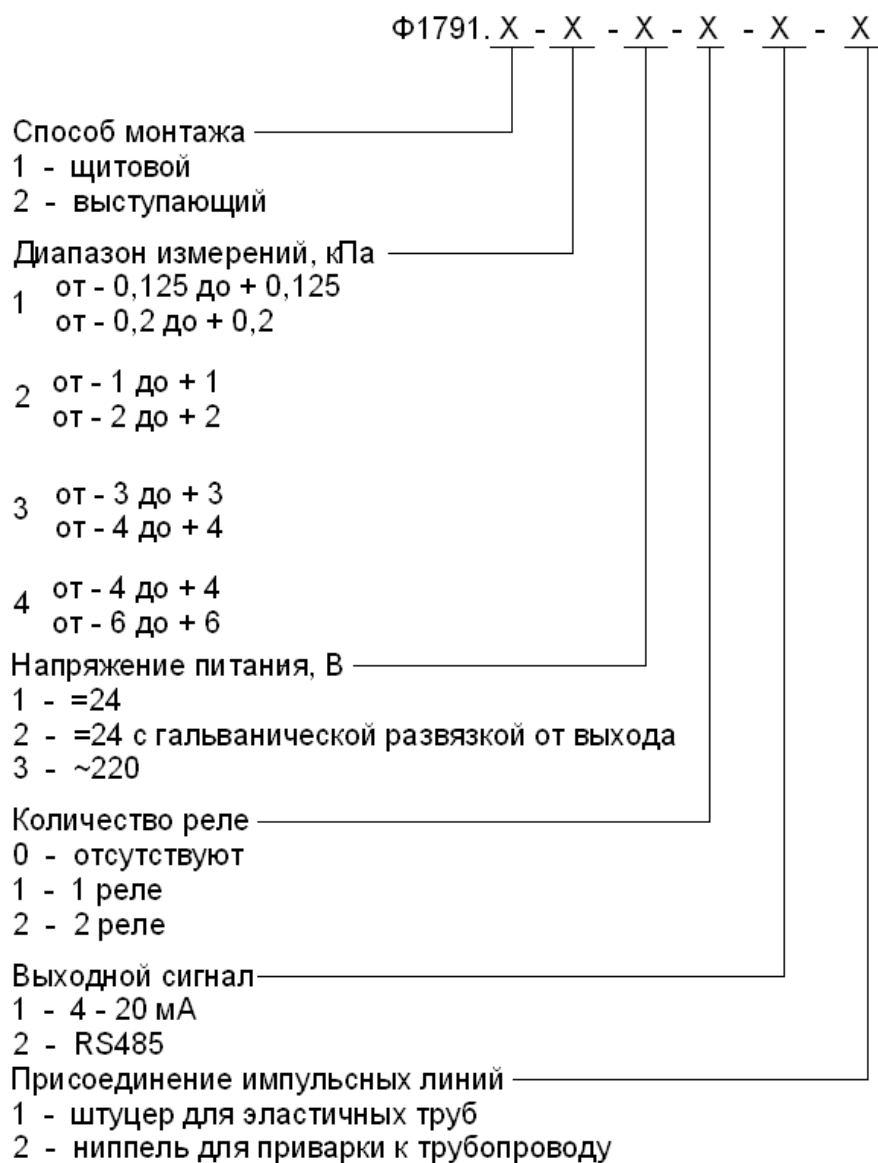 Ф1791. Х - Х - Х - Х - Х - Х
Способ монтажа
1 - щитовой
2 - выступающий
Диапазон измерений, кПа
1 от - 0,125 до + 0,125
от - 0,2 до + 0,2
2 от - 1 до + 1
от - 2 до + 2
3 от - 3 до + 3
от - 4 до + 4
4 от - 4 до + 4
от - 6 до + 6
Напряжение питания, В
1 - =24
2 - =24 с гальванической развязкой от выхода
3 - ~220
Количество реле
0 - отсутствуют
1 - 1 реле
2 - 2 реле
Выходной сигнал
1 - 4 - 20 мА
2 - RS485
Присоединение импульсных линий
1 - штуцер для эластичных труб
2 - ниппель для приварки к трубопроводу